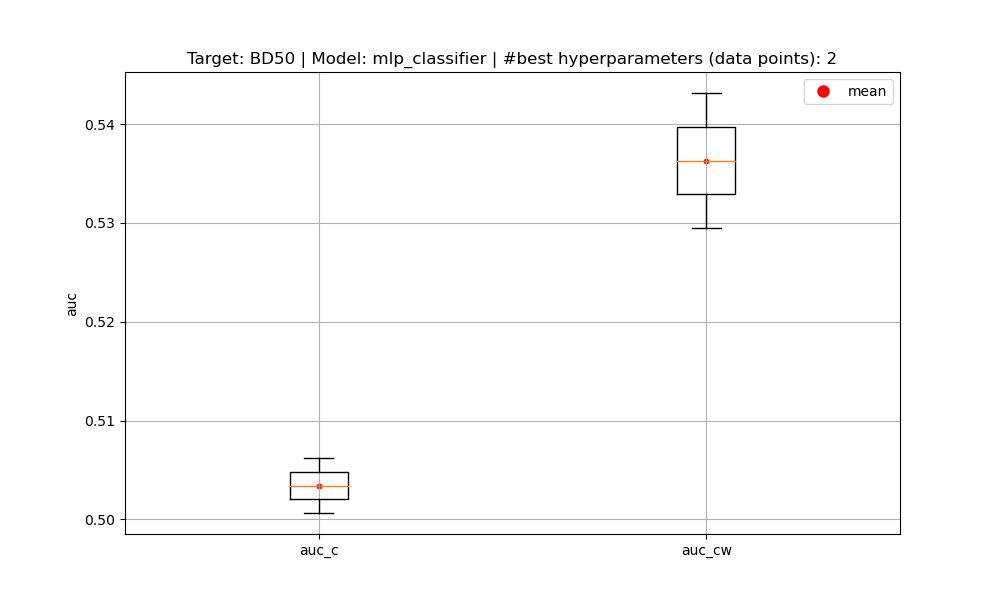 Target: BD50 | Model: mlp_classifier | #best hyperparameters (data points): 2
mean
0.54
0.53
0.52
0.51
0.50
auc
auc_c
auc_cw